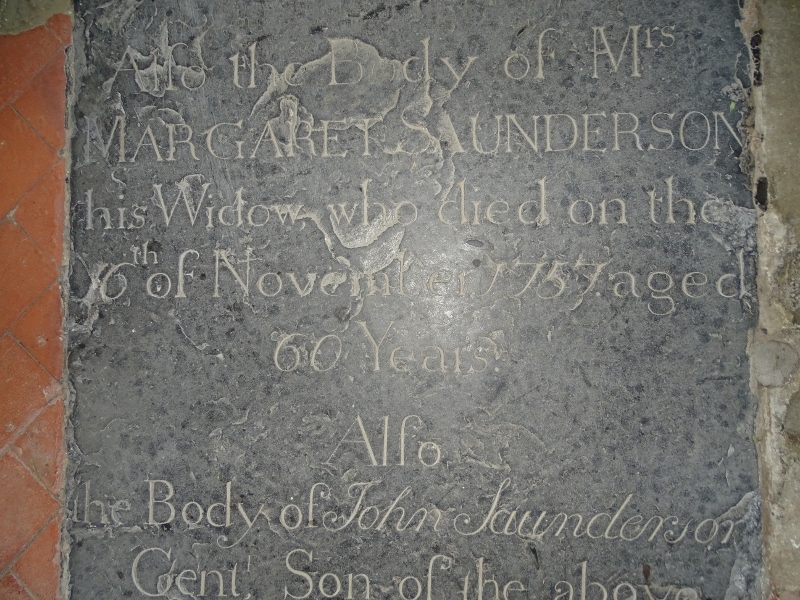 Alſo the Body of Mrs
MARGARET SAUNDERSON
his Widow, who died on the
6th of November 1757 aged
60 Years.
Alſo
the Body of John Saunderson
Gent. Son of the above